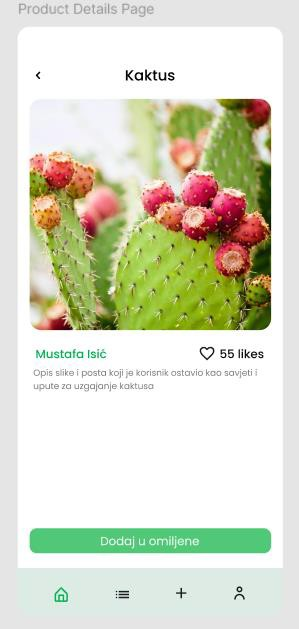 Product Details Page
Kaktus
Mustafa Isić
55 likes
Opis slike i posta koji je korisnik ostavio kao savjeti i
upute za uzgajanje kaktusa
Dodaj u omiljene